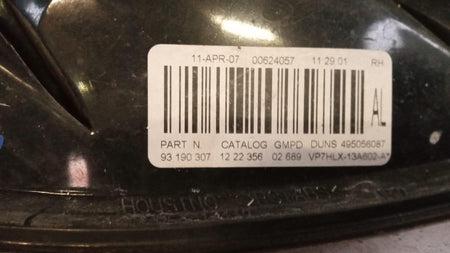 11-APR-07 00624057 11 29 01 RH
AL
PART N. CATALOG GMPD DUNS 495056087
93 190 307 12 22 356 02 689 VP7HLX-13A602-A